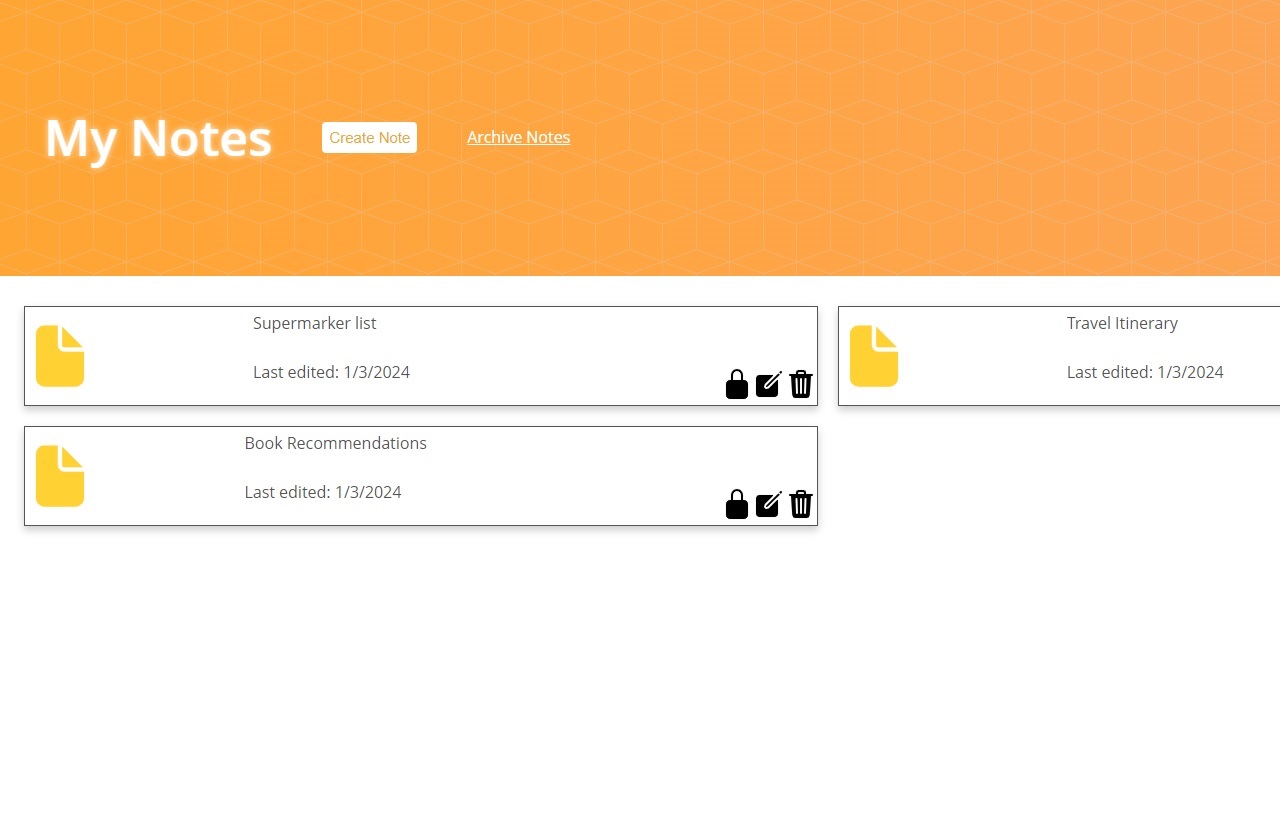 My Notes
Create Note
Archive Notes
Supermarker list
Last edited: 1/3/2024
Travel Itinerary
Last edited: 1/3/2024
Book Recommendations
Last edited: 1/3/2024